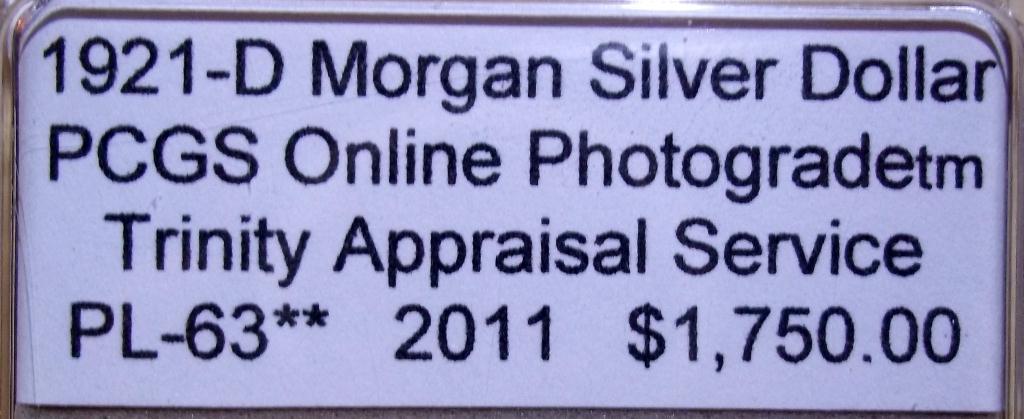 1921-D Morgan Silver Dollar
PCGS Online Photogradetm
Trinity Appraisal Service
PL-63** 2011 $1,750.00